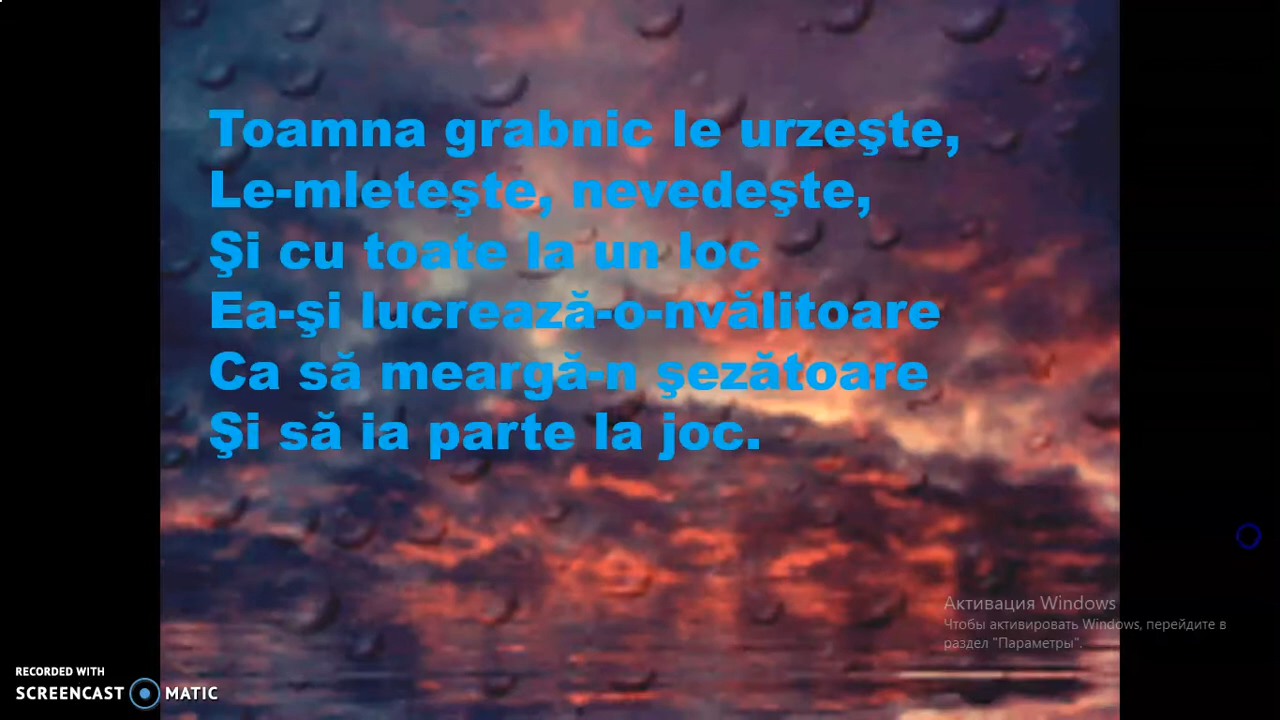 Toamna grabnic le urzeşte,
Le-mleteşte, nevedeşte,
Şi cu toate la un loc
Ea-şi lucrează-o-nvălitoare
Ca să meargă-n şezătoare
Şi să ia parte la joc.
Активация Windows
Чтобы активировать Windows, перейдите в
раздел "Параметры".
RECORDED WITH
SCREENCAST MATIC